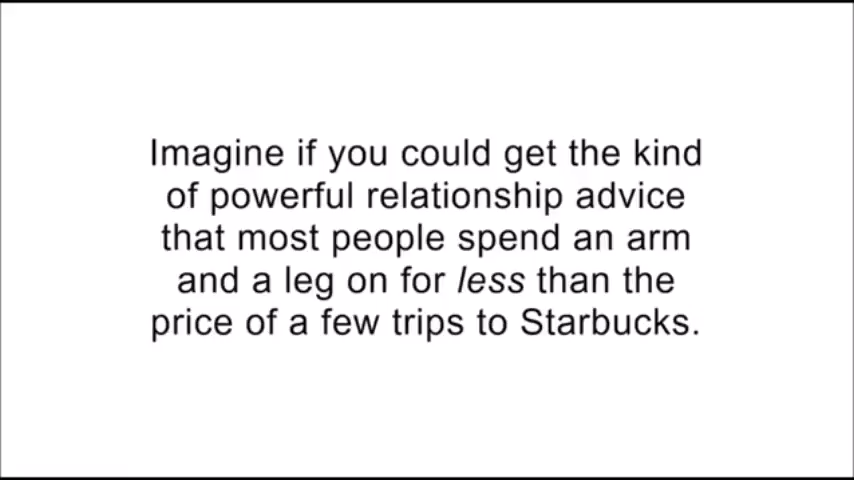 Imagine if you could get the kind
of powerful relationship advice
that most people spend an arm
and a leg on for less than the
price of a few trips to Starbucks.